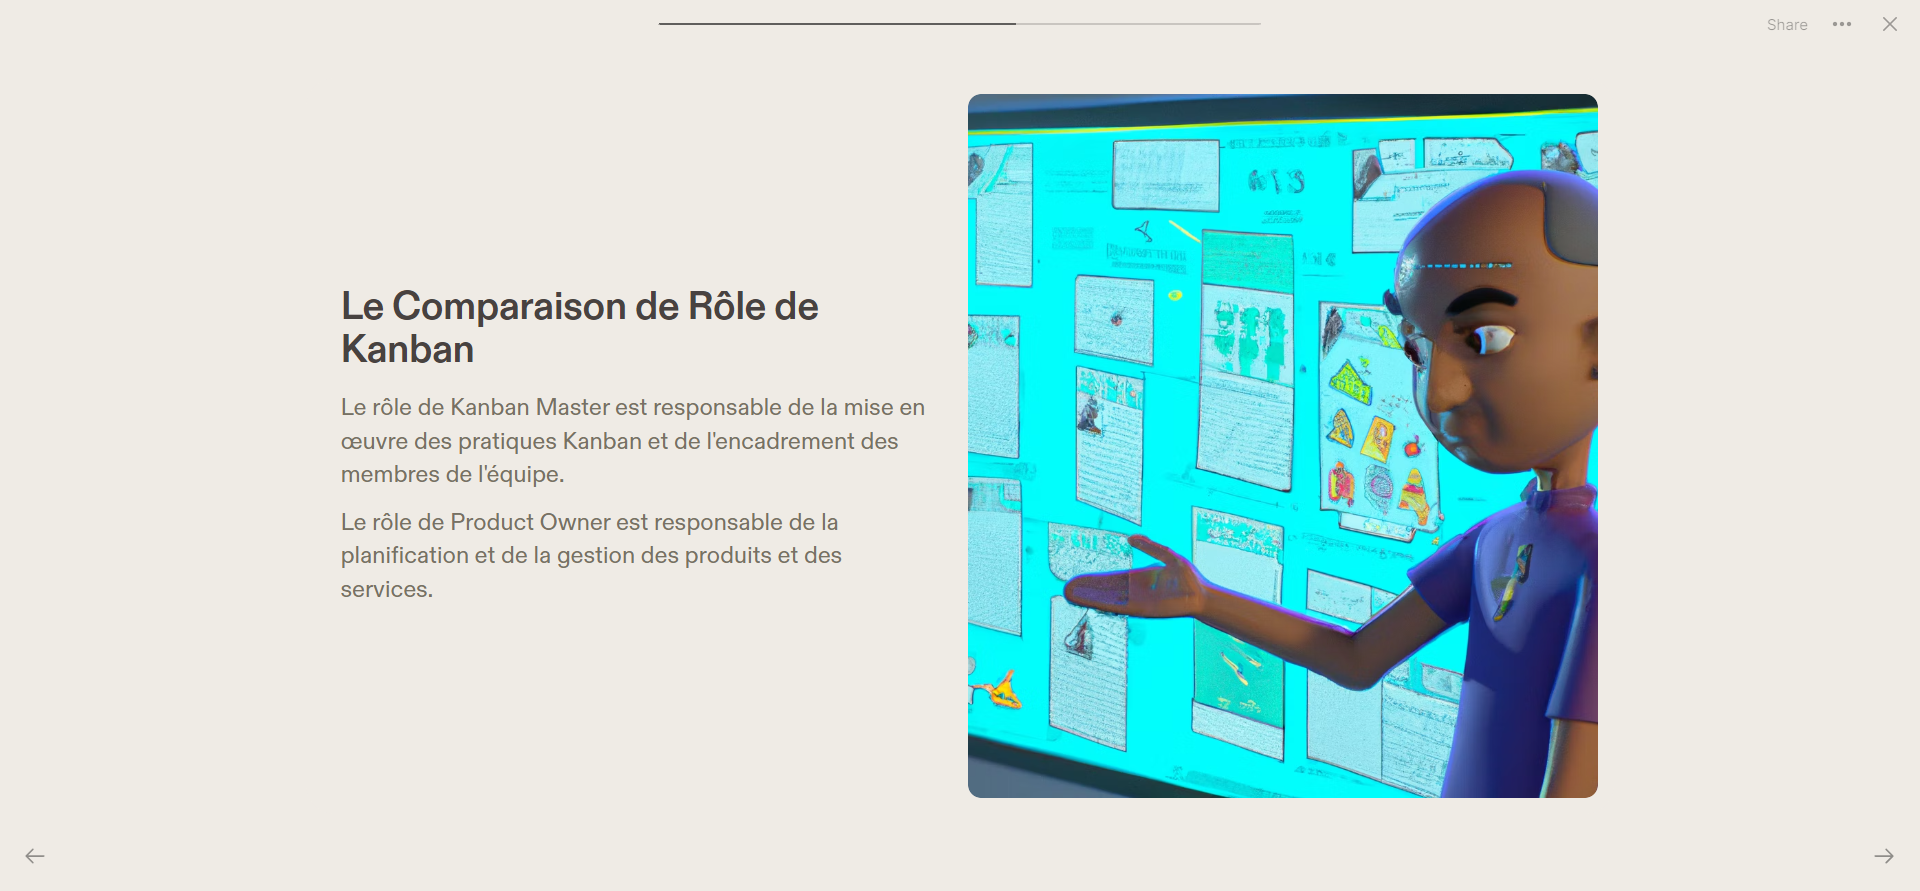 Share
Le Comparaison de Rôle de
Kanban
Le rôle de Kanban Master est responsable de la mise en
œuvre des pratiques Kanban et de l'encadrement des
membres de l'équipe.
Le rôle de Product Owner est responsable de la
planification et de la gestion des produits et des
services.